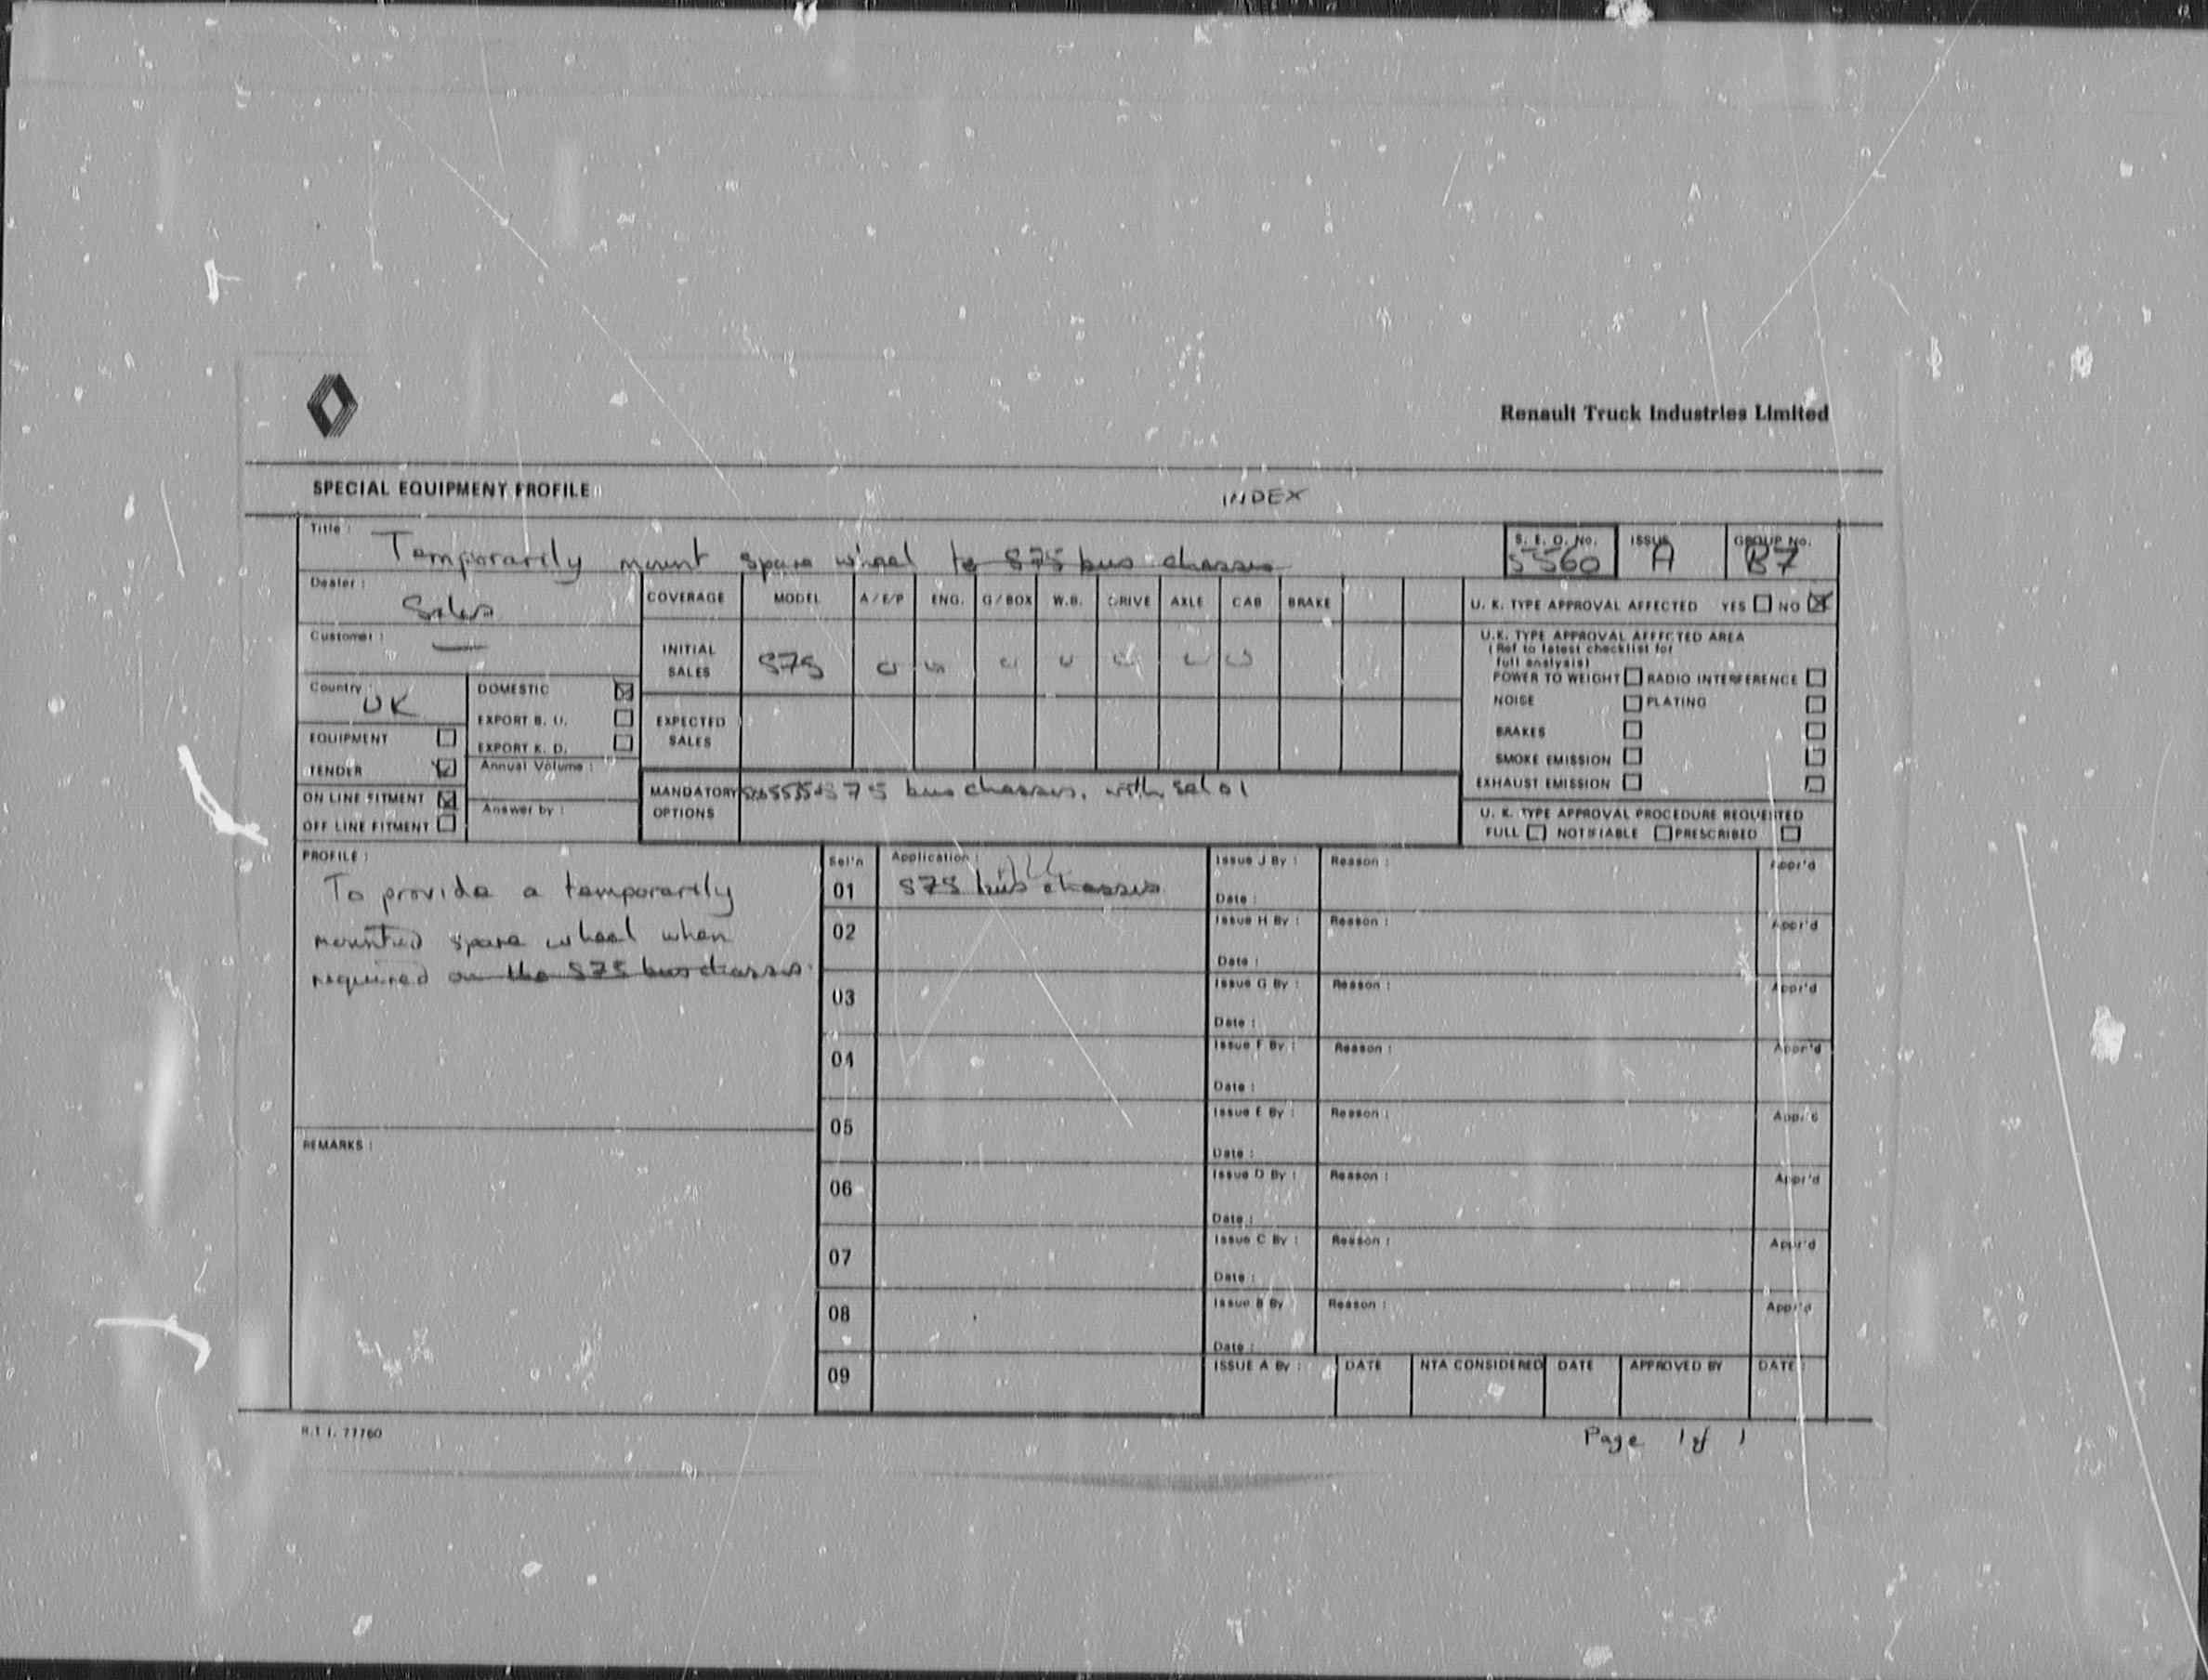 Renault Truck Industries Limited
SPECIAL EQUIPMENT PROFILE
INDEX
Title :
Temporarily mount spare wheel to S75 bus chassis
S. E. O. No.
5560
ISSUE
A
GROUP No.
B7
Dealer :
Sales
Customer :
—
Country :
UK
DOMESTIC
EXPORT B. U.
EXPORT K. D.
EQUIPMENT
TENDER
Annual Volume :
ON LINE FITMENT
OFF LINE FITMENT
Answer by :
COVERAGE MODEL A/E/P ENG. G/BOX W.B. DRIVE AXLE CAB BRAKE
INITIAL
SALES
S75
EXPECTED
SALES
MANDATORY
OPTIONS
S75 bus chassis. with sel 01
U. K. TYPE APPROVAL AFFECTED YES NO
U.K. TYPE APPROVAL AFFECTED AREA
(Ref to latest checklist for
full analysis)
POWER TO WEIGHT RADIO INTERFERENCE
NOISE PLATING
BRAKES
SMOKE EMISSION
EXHAUST EMISSION
U. K. TYPE APPROVAL PROCEDURE REQUESTED
FULL NOTIFIABLE PRESCRIBED
PROFILE :
To provide a temporarily
mounted spare wheel when
required on the S75 bus chassis.
REMARKS :
Sel'n Application :
01 S75 bus chassis ALL
02
03
04
05
06
07
08
09
Issue J By : Reason : Appr'd
Date :
Issue H By : Reason : Appr'd
Date :
Issue G By : Reason : Appr'd
Date :
Issue F By : Reason : Appr'd
Date :
Issue E By : Reason : Appr'd
Date :
Issue D By : Reason : Appr'd
Date :
Issue C By : Reason : Appr'd
Date :
Issue B By Reason : Appr'd
Date :
ISSUE A By : DATE NTA CONSIDERED DATE APPROVED BY DATE :
R.T.I. 77760
Page 1 of 1